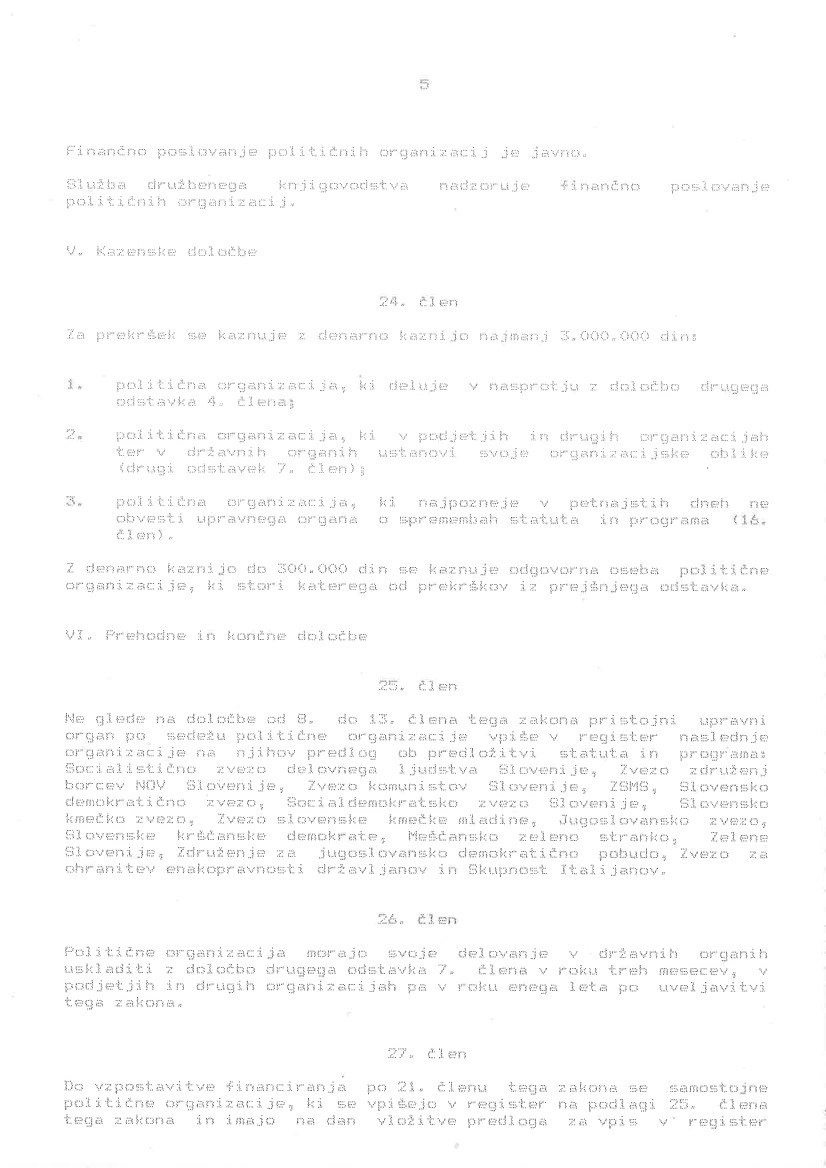 5
Finančno poslovanje političnih organizacij je javno.
Služba družbenega knjigovodstva nadzoruje finančno poslovanje
političnih organizacij.
V. Kazenske določbe
24. člen
Za prekršek se kaznuje z denarno kaznijo najmanj 3.000.000 din:
1. politična organizacija, ki deluje v nasprotju z določbo drugega
odstavka 4. člena;
2. politična organizacija, ki v podjetjih in drugih organizacijah
ter v državnih organih ustanovi svoje organizacijske oblike
(drugi odstavek 7. člen);
3. politična organizacija, ki najpozneje v petnajstih dneh ne
obvesti upravnega organa o spremembah statuta in programa (16.
člen).
Z denarno kaznijo do 300.000 din se kaznuje odgovorna oseba politične
organizacije, ki stori katerega od prekrškov iz prejšnjega odstavka.
VI. Prehodne in končne določbe
25. člen
Ne glede na določbe od 8. do 13. člena tega zakona pristojni upravni
organ po sedežu politične organizacije vpiše v register naslednje
organizacije na njihov predlog ob predložitvi statuta in programa:
Socialistično zvezo delovnega ljudstva Slovenije, Zvezo združenj
borcev NOV Slovenije, Zvezo komunistov Slovenije, ZSMS, Slovensko
demokratično zvezo, Socialdemokratsko zvezo Slovenije, Slovensko
kmečko zvezo, Zvezo slovenske kmečke mladine, Jugoslovansko zvezo,
Slovenske krščanske demokrate, Meščansko zeleno stranko, Zelene
Slovenije, Združenje za jugoslovansko demokratično pobudo, Zvezo za
ohranitev enakopravnosti državljanov in Skupnost Italijanov.
26. člen
Politične organizacija morajo svoje delovanje v državnih organih
uskladiti z določbo drugega odstavka 7. člena v roku treh mesecev, v
podjetjih in drugih organizacijah pa v roku enega leta po uveljavitvi
tega zakona.
27. člen
Do vzpostavitve financiranja po 21. členu tega zakona se samostojne
politične organizacije, ki se vpišejo v register na podlagi 25. člena
tega zakona in imajo na dan vložitve predloga za vpis v register